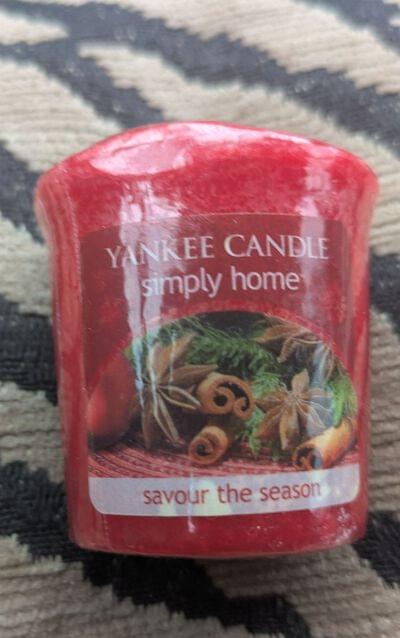 YANKEE CANDLE
simply home
savour the season